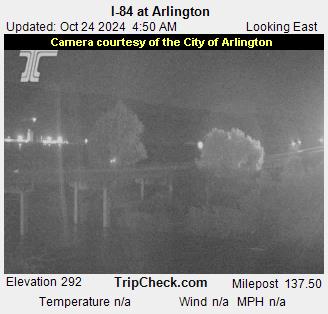 I-84 at Arlington
Updated: Oct 24 2024 4:50 AM Looking East
Camera courtesy of the City of Arlington
Elevation 292 TripCheck.com Milepost 137.50
Temperature n/a Wind n/a MPH n/a